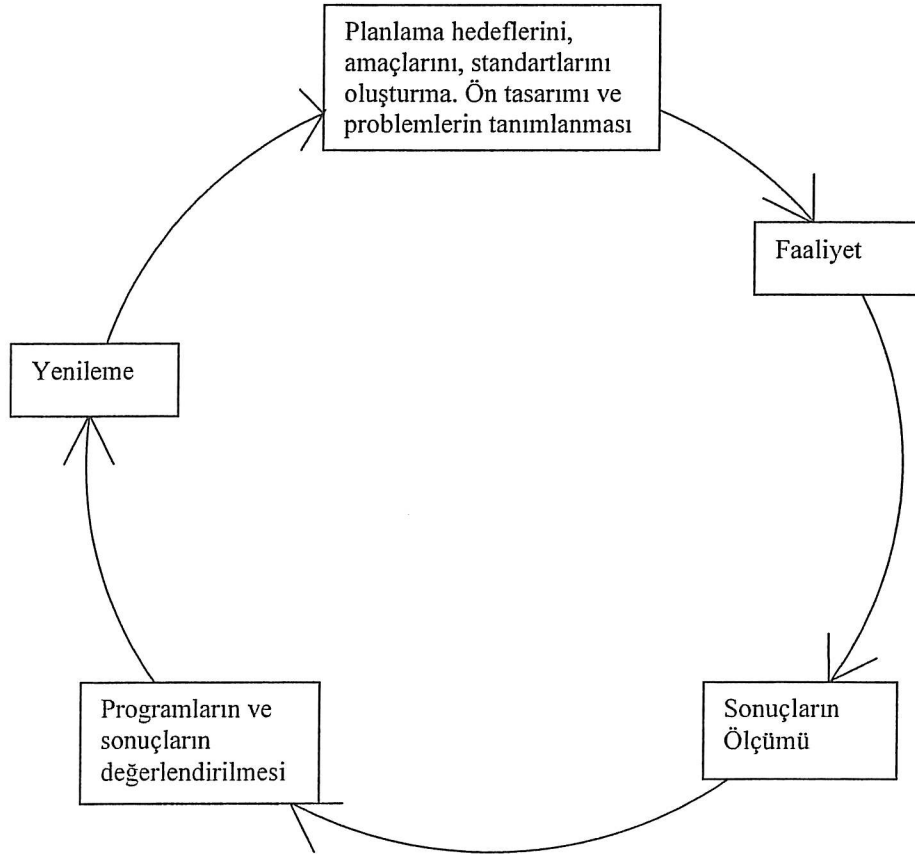 Planlama hedeflerini,
amaçlarını, standartlarını
oluşturma. Ön tasarımı ve
problemlerin tanımlanması
Faaliyet
Sonuçların
Ölçümü
Programların ve
sonuçların
değerlendirilmesi
Yenileme